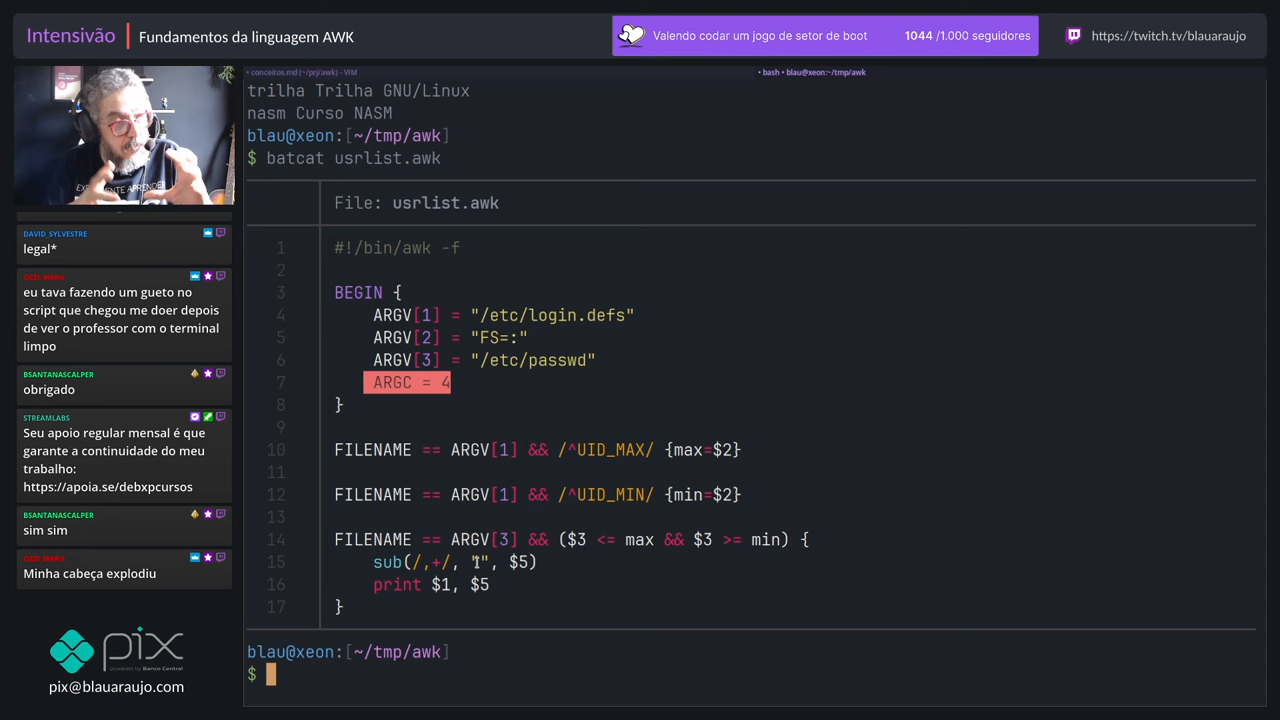 Intensivão
Fundamentos da linguagem AWK
Valendo codar um jogo de setor de boot
1044 /1.000 seguidores
https://twitch.tv/blauaraujo
• conceitos.md (~/prj/awk) - VIM
• bash • blau@xeon:~/tmp/awk
trilha Trilha GNU/Linux
nasm Curso NASM
blau@xeon:[~/tmp/awk]
$ batcat usrlist.awk
File: usrlist.awk
1 #!/bin/awk -f
2
3 BEGIN {
4 ARGV[1] = "/etc/login.defs"
5 ARGV[2] = "FS=:"
6 ARGV[3] = "/etc/passwd"
7 ARGC = 4
8 }
9
10 FILENAME == ARGV[1] && /^UID_MAX/ {max=$2}
11
12 FILENAME == ARGV[1] && /^UID_MIN/ {min=$2}
13
14 FILENAME == ARGV[3] && ($3 <= max && $3 >= min) {
15 sub(/,+/, "", $5)
16 print $1, $5
17 }
blau@xeon:[~/tmp/awk]
$
DAVID_SYLVESTRE
legal*
OZZI_MARU
eu tava fazendo um gueto no
script que chegou me doer depois
de ver o professor com o terminal
limpo
BSANTANASCALPER
obrigado
STREAMLABS
Seu apoio regular mensal é que
garante a continuidade do meu
trabalho:
https://apoia.se/debxpcursos
BSANTANASCALPER
sim sim
OZZI_MARU
Minha cabeça explodiu
pix
powered by Banco Central
pix@blauaraujo.com